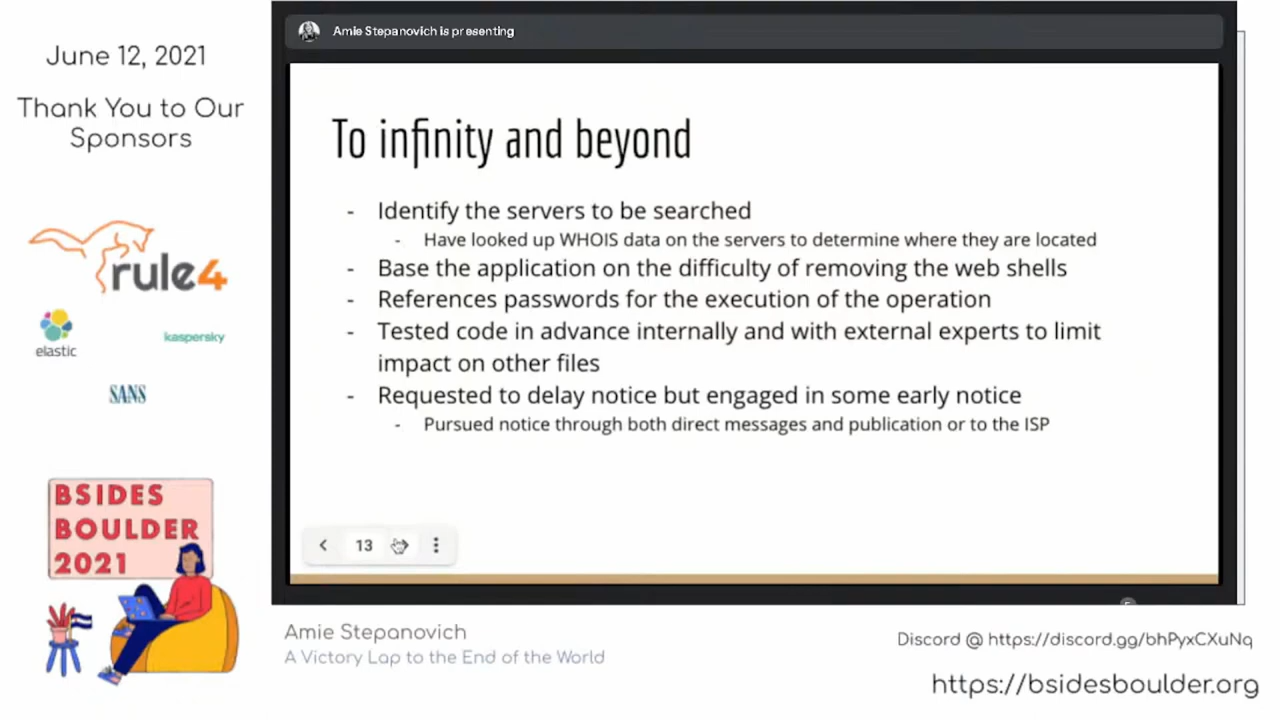 June 12, 2021
Thank You to Our
Sponsors
rule4
elastic
kaspersky
SANS
BSIDES
BOULDER
2021
Amie Stepanovich is presenting
To infinity and beyond
- Identify the servers to be searched
- Have looked up WHOIS data on the servers to determine where they are located
- Base the application on the difficulty of removing the web shells
- References passwords for the execution of the operation
- Tested code in advance internally and with external experts to limit
impact on other files
- Requested to delay notice but engaged in some early notice
- Pursued notice through both direct messages and publication or to the ISP
13
Amie Stepanovich
A Victory Lap to the End of the World
Discord @ https://discord.gg/bhPyxCXuNq
https://bsidesboulder.org